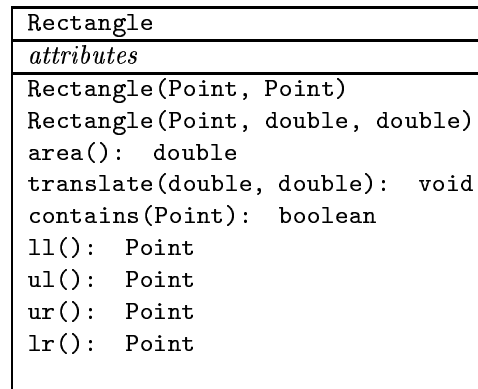 Rectangle
attributes
Rectangle(Point, Point)
Rectangle(Point, double, double)
area(): double
translate(double, double): void
contains(Point): boolean
ll(): Point
ul(): Point
ur(): Point
lr(): Point